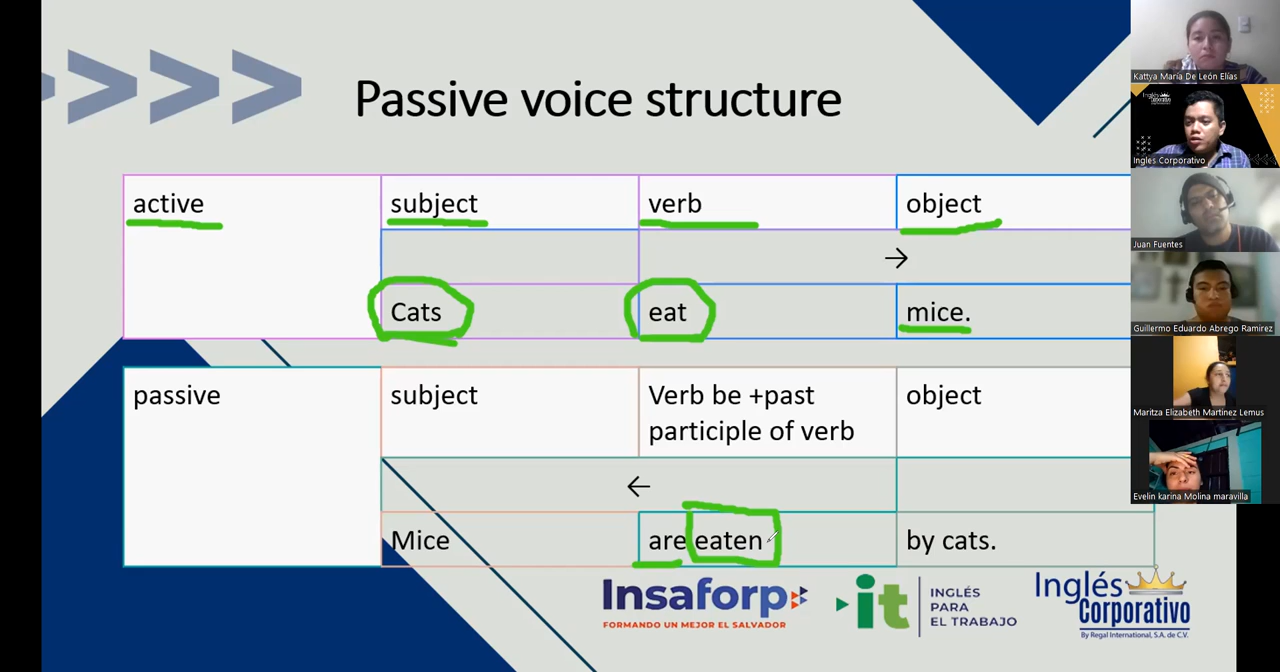 Passive voice structure
active
subject
verb
object
→
Cats
eat
mice.
passive
subject
Verb be +past
participle of verb
object
←
Mice
are eaten
by cats.
Insaforp
FORMANDO UN MEJOR EL SALVADOR
it
INGLÉS
PARA
EL TRABAJO
Inglés
Corporativo
By Regal International, S.A. de C.V.
Kattya María De León Elías
Inglés
Corporativo
Ingles Corporativo
Juan Fuentes
Guillermo Eduardo Abrego Ramirez
Maritza Elizabeth Martinez Lemus
Evelin karina Molina maravilla